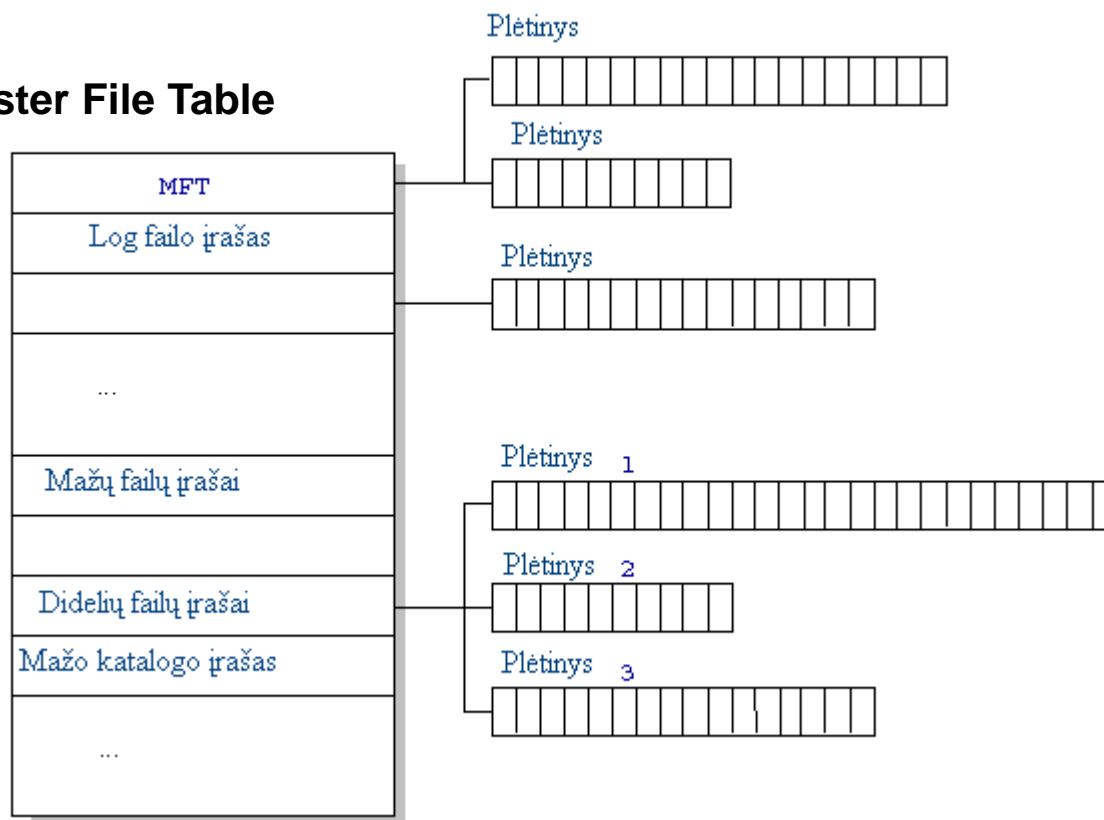 Plėtinys
ster File Table
Plėtinys
MFT
Log failo įrašas
Plėtinys
...
Plėtinys 1
Mažų failų įrašai
Plėtinys 2
Didelių failų įrašai
Mažo katalogo įrašas
Plėtinys 3
...